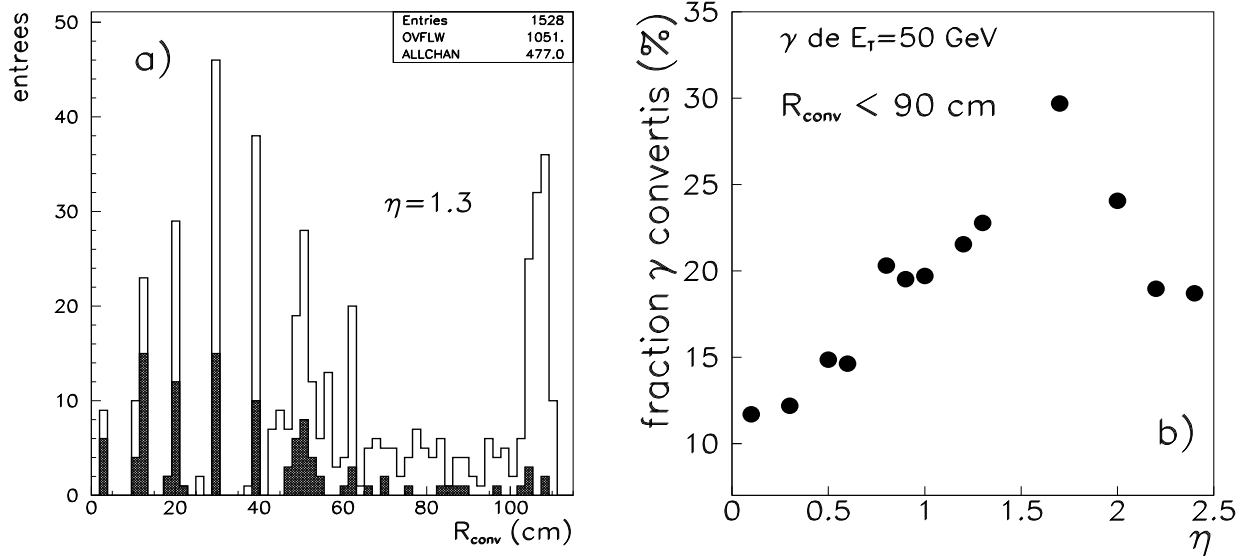 entrees
50
40
30
20
10
0
a)
Entries 1528
OVFLW 1051.
ALLCHAN 477.0
η=1.3
0 20 40 60 80 100
R_conv (cm)
fraction γ convertis (%)
35
30
25
20
15
10
γ de E_T=50 GeV
R_conv < 90 cm
b)
0 0.5 1 1.5 2 2.5
η